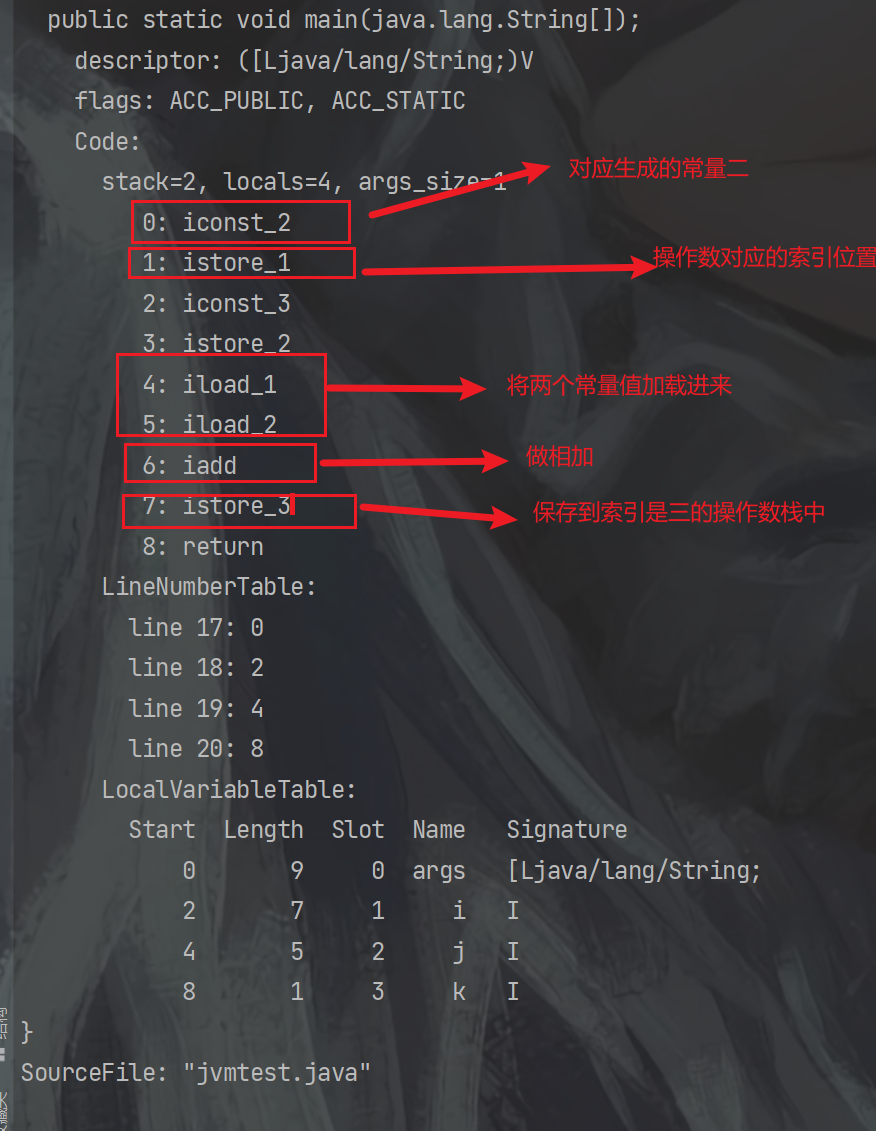 public static void main(java.lang.String[]);
descriptor: ([Ljava/lang/String;)V
flags: ACC_PUBLIC, ACC_STATIC
Code:
stack=2, locals=4, args_size=1
对应生成的常量二
0: iconst_2
1: istore_1
操作数对应的索引位置
2: iconst_3
3: istore_2
4: iload_1
将两个常量值加载进来
5: iload_2
6: iadd
做相加
7: istore_3
保存到索引是三的操作数栈中
8: return
LineNumberTable:
line 17: 0
line 18: 2
line 19: 4
line 20: 8
LocalVariableTable:
Start Length Slot Name Signature
0 9 0 args [Ljava/lang/String;
2 7 1 i I
4 5 2 j I
8 1 3 k I
}
SourceFile: "jvmtest.java"